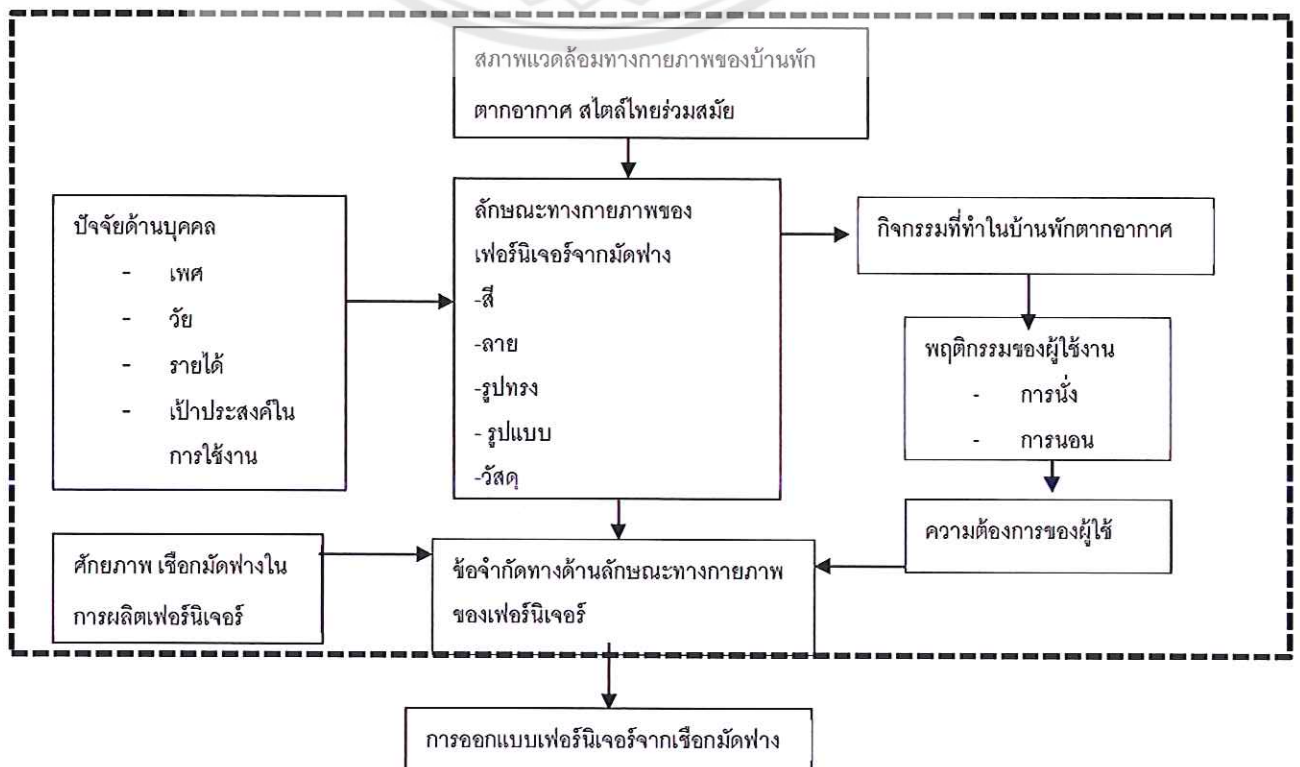 สภาพแวดล้อมทางกายภาพของบ้านพัก
ตากอากาศ สไตล์ไทยร่วมสมัย
ปัจจัยด้านบุคคล
- เพศ
- วัย
- รายได้
- เป้าประสงค์ใน
การใช้งาน
ลักษณะทางกายภาพของ
เฟอร์นิเจอร์จากมัดฟาง
-สี
-ลาย
-รูปทรง
- รูปแบบ
-วัสดุ
กิจกรรมที่ทำในบ้านพักตากอากาศ
พฤติกรรมของผู้ใช้งาน
- การนั่ง
- การนอน
ความต้องการของผู้ใช้
ศักยภาพ เชือกมัดฟางใน
การผลิตเฟอร์นิเจอร์
ข้อจำกัดทางด้านลักษณะทางกายภาพ
ของเฟอร์นิเจอร์
การออกแบบเฟอร์นิเจอร์จากเชือกมัดฟาง